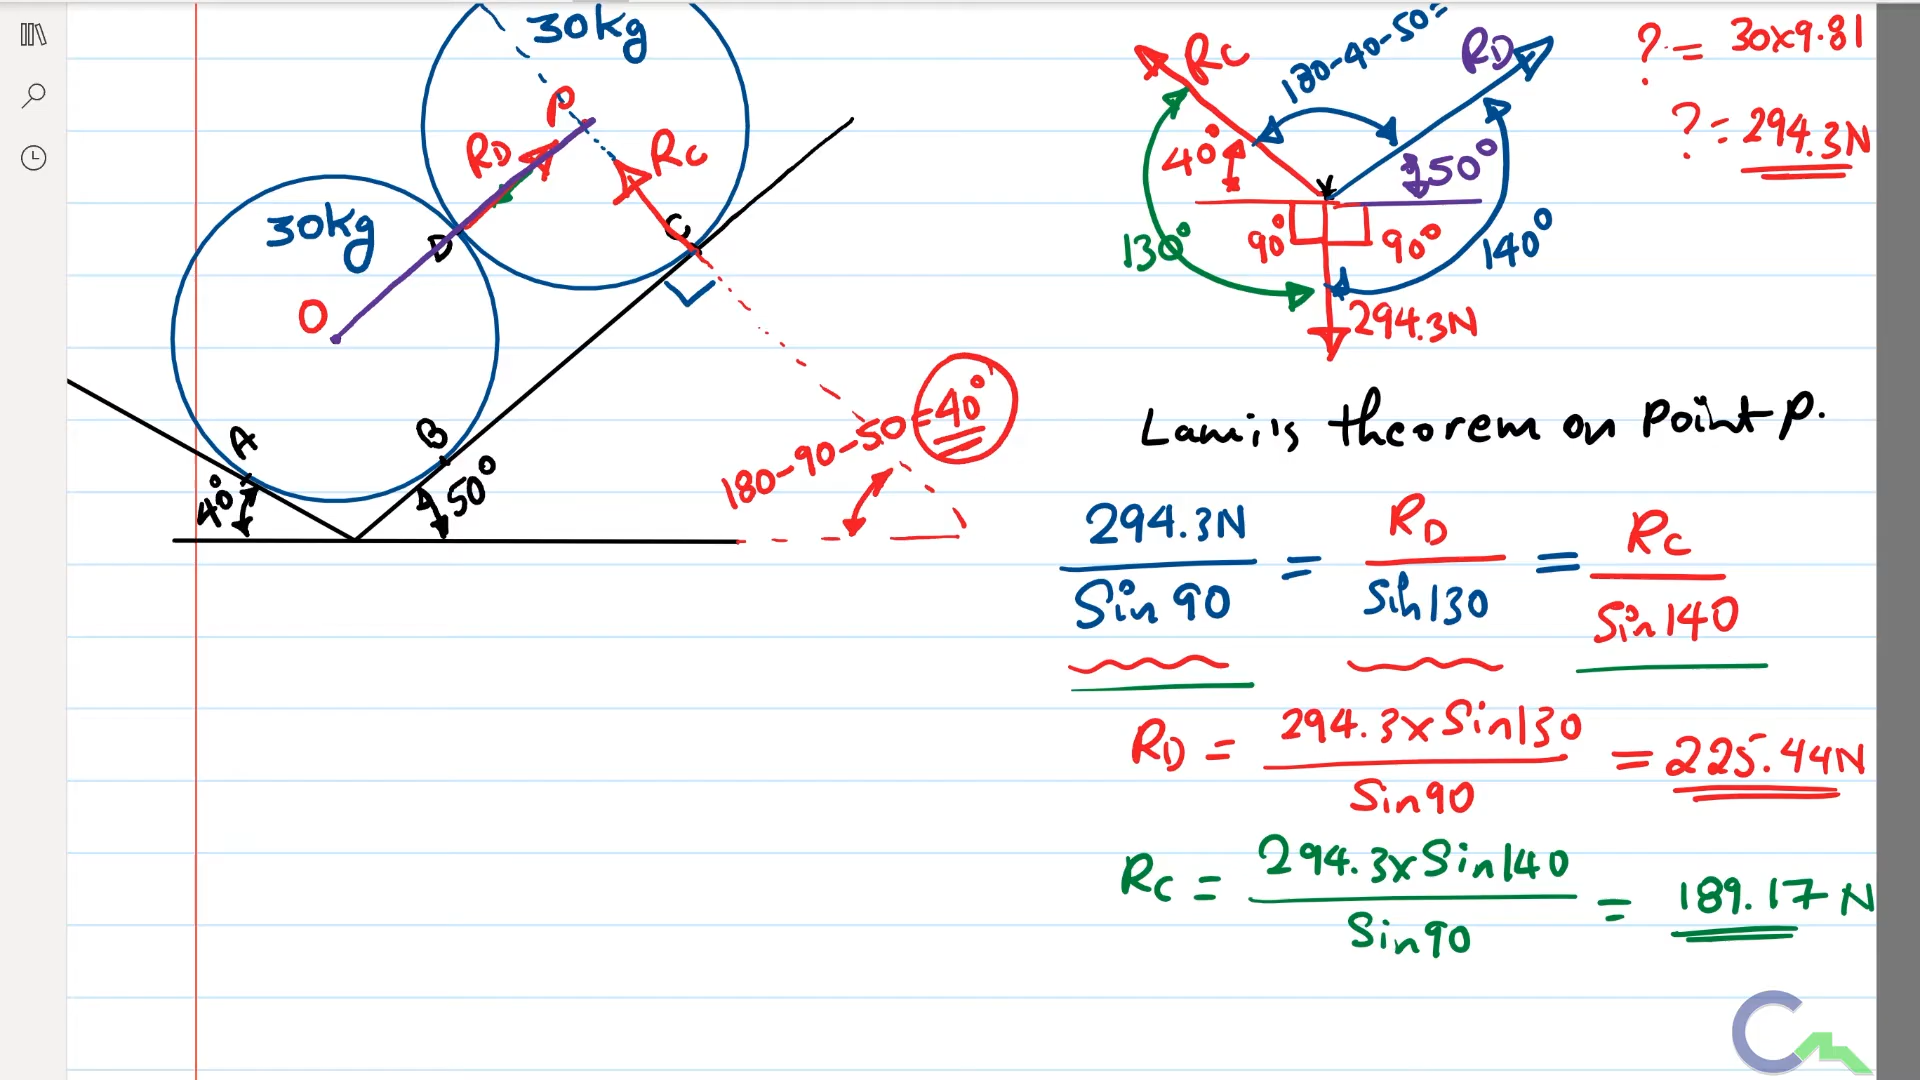 30kg
P
RD
RC
C
30kg
D
O
A
B
40°
50°
180-90-50=40°
RC
180-40-50=
RD
40°
50°
130°
90°
90°
140°
294.3N
? = 30x9.81
? = 294.3N
Lami's theorem on Point P.
294.3N / Sin 90 = RD / Sin130 = RC / Sin 140
RD = 294.3xSin130 / Sin90 = 225.44N
RC = 294.3xSin140 / Sin90 = 189.17 N